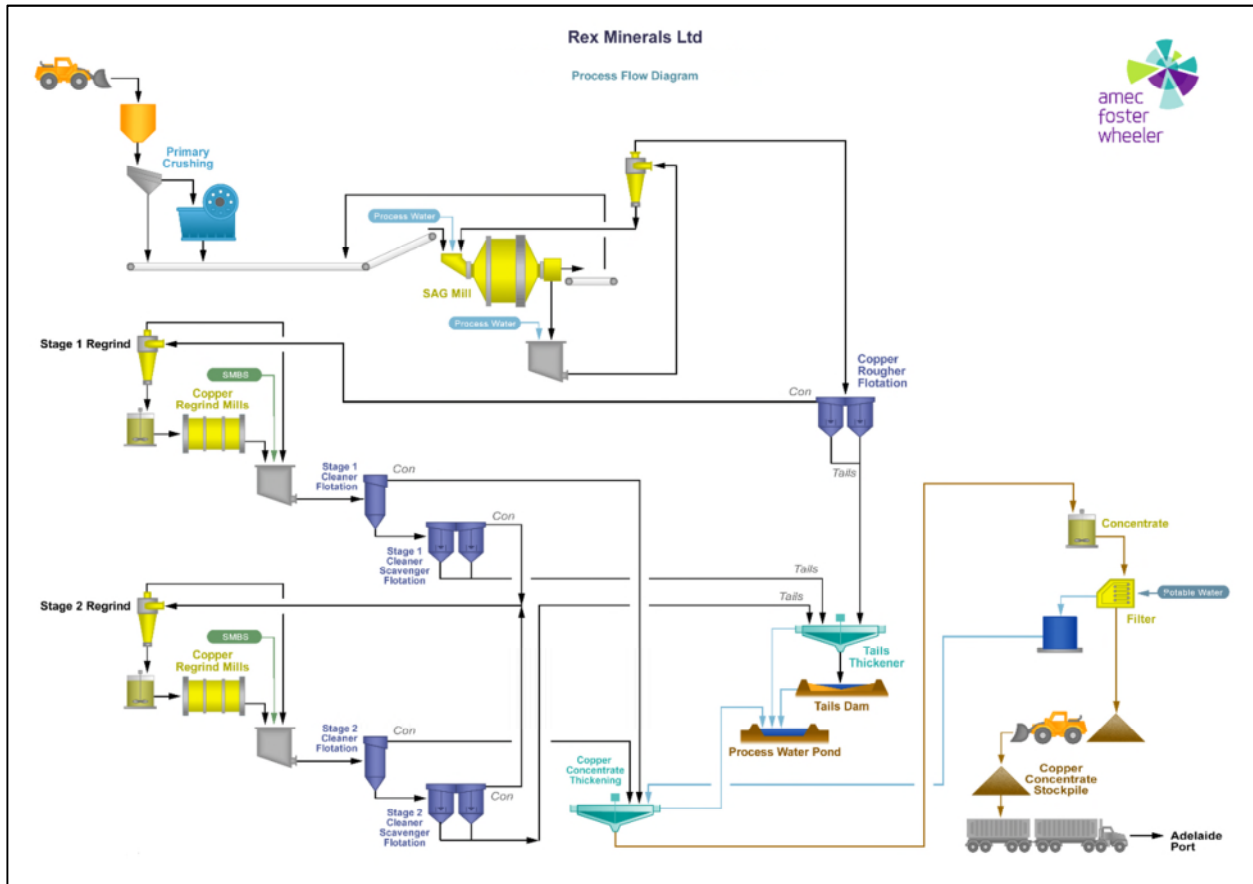 Rex Minerals Ltd
Process Flow Diagram
amec
foster
wheeler
Primary
Crushing
Process Water
SAG Mill
Process Water
Stage 1 Regrind
SMBS
Copper
Regrind Mills
Copper
Rougher
Flotation
Con
Tails
Stage 1
Cleaner
Flotation
Con
Con
Stage 1
Cleaner
Scavenger
Flotation
Tails
Tails
Concentrate
Potable Water
Filter
Stage 2 Regrind
SMBS
Copper
Regrind Mills
Tails
Thickener
Tails Dam
Process Water Pond
Stage 2
Cleaner
Flotation
Con
Con
Stage 2
Cleaner
Scavenger
Flotation
Copper
Concentrate
Thickening
Copper
Concentrate
Stockpile
Adelaide
Port